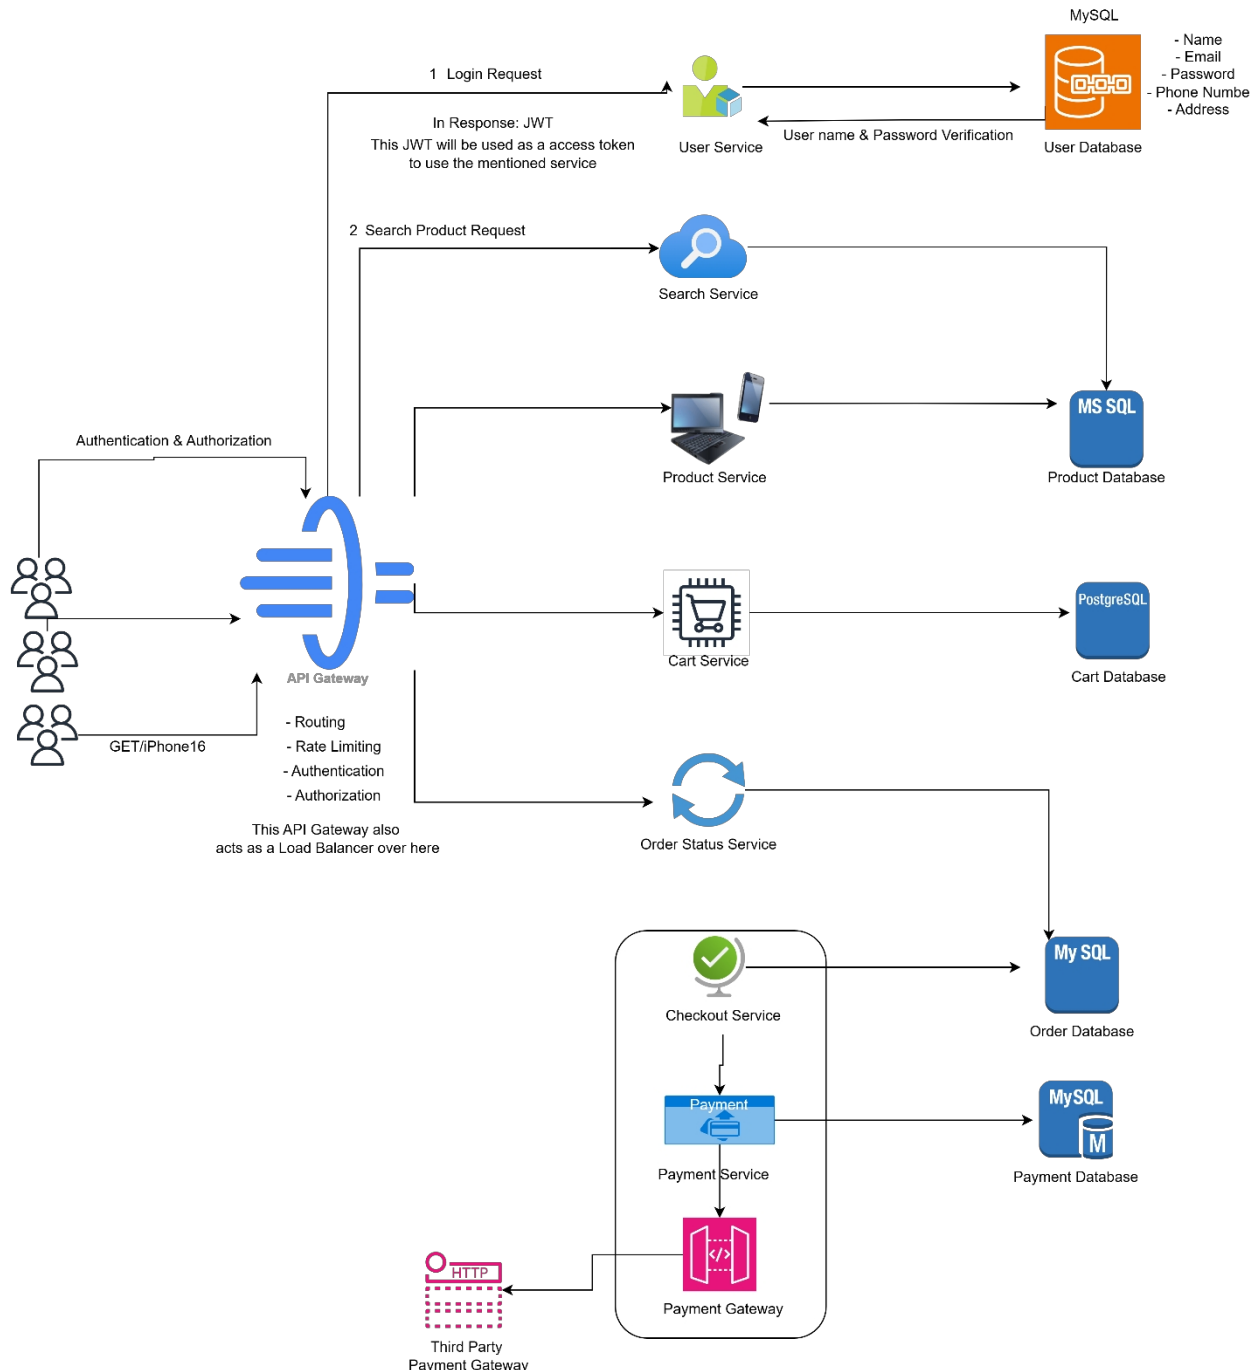 MySQL
- Name
- Email
- Password
- Phone Numbe
- Address
1 Login Request
In Response: JWT
This JWT will be used as a access token
to use the mentioned service
User Service
User name & Password Verification
User Database
2 Search Product Request
Search Service
MS SQL
Product Service
Product Database
Authentication & Authorization
PostgreSQL
Cart Service
Cart Database
API Gateway
- Routing
- Rate Limiting
- Authentication
- Authorization
This API Gateway also
acts as a Load Balancer over here
GET/iPhone16
Order Status Service
My SQL
Checkout Service
Order Database
Payment
MySQL
M
Payment Service
Payment Database
</>
HTTP
Payment Gateway
Third Party
Payment Gateway